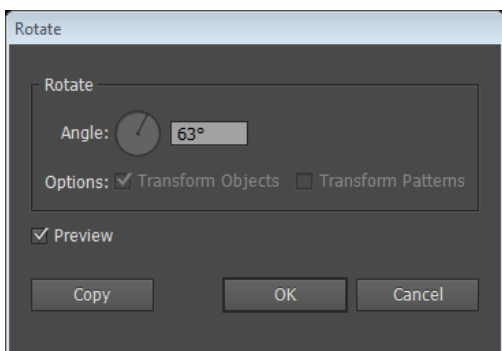 Rotate
Rotate
Angle: 63°
Options: Transform Objects Transform Patterns
Preview
Copy OK Cancel